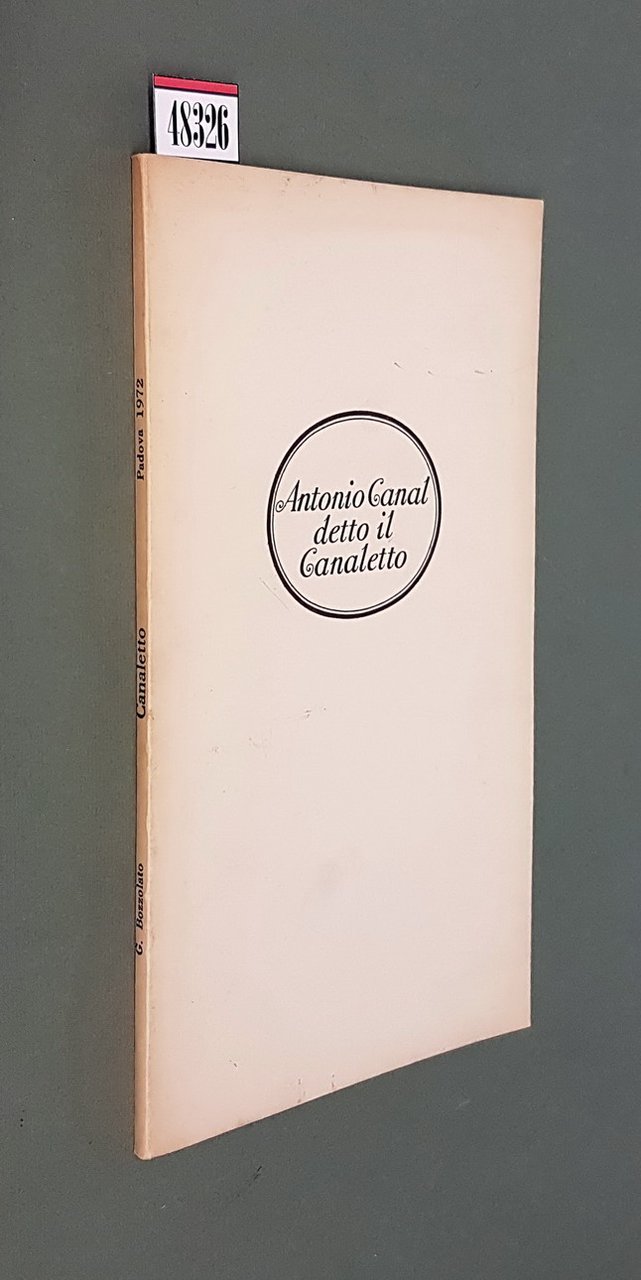 48326
Antonio Canal
detto il
Canaletto
G. Bozzolato
Canaletto
Padova 1972